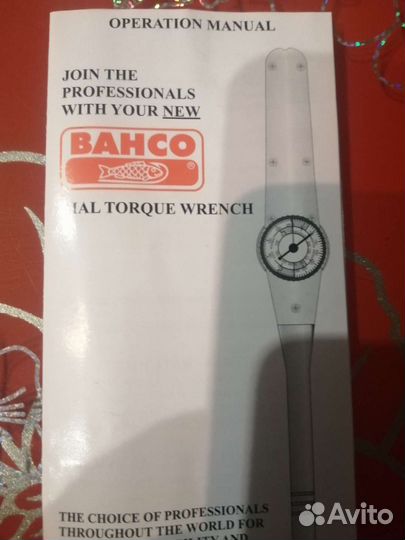 OPERATION MANUAL
JOIN THE
PROFESSIONALS
WITH YOUR NEW
BAHCO
TORQUE WRENCH
THE CHOICE OF PROFESSIONALS
THROUGHOUT THE WORLD FOR
AND
Avito